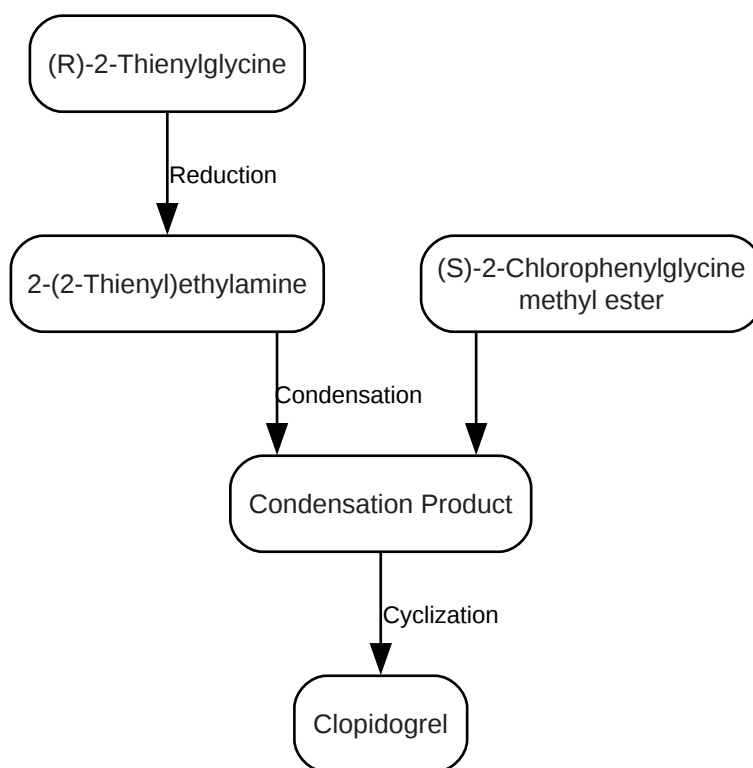 (R)-2-Thienylglycine
Reduction
2-(2-Thienyl)ethylamine
(S)-2-Chlorophenylglycine
methyl ester
Condensation
Condensation Product
Cyclization
Clopidogrel